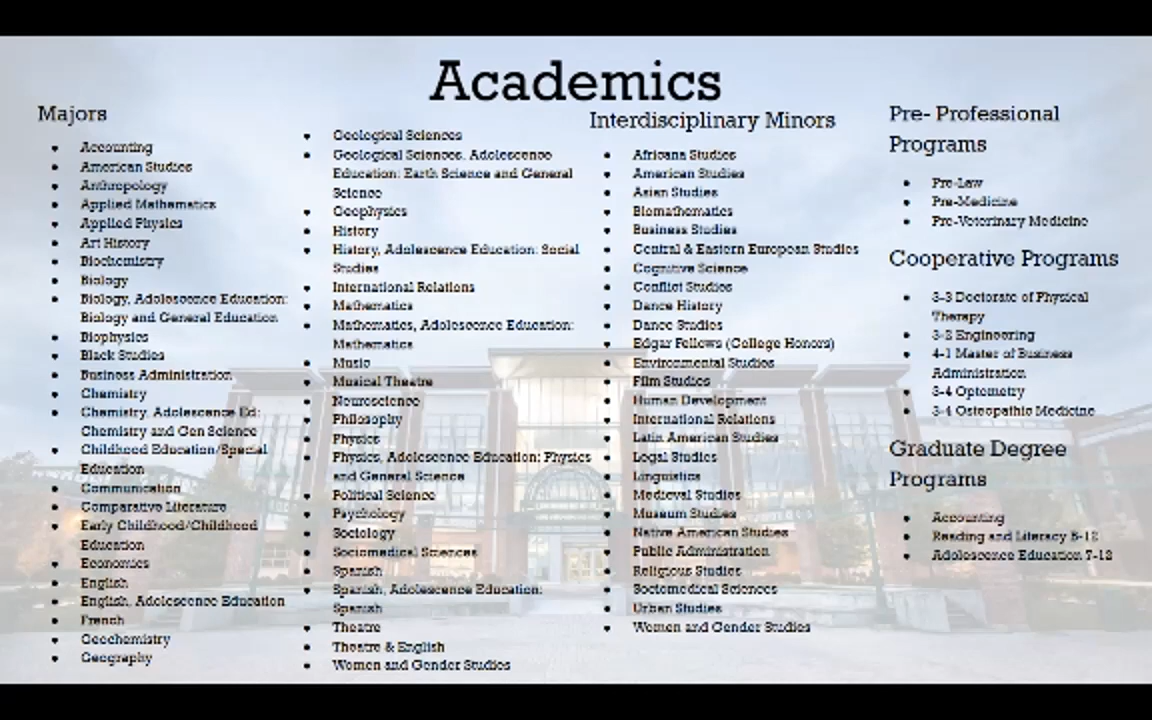 Academics
Majors
Accounting
American Studies
Anthropology
Applied Mathematics
Applied Physics
Art History
Biochemistry
Biology
Biology, Adolescence Education:
Biology and General Education
Biophysics
Black Studies
Business Administration
Chemistry
Chemistry, Adolescence Ed:
Chemistry and Gen Science
Childhood Education/Special
Education
Communication
Comparative Literature
Early Childhood/Childhood
Education
Economics
English
English, Adolescence Education
French
Geochemistry
Geography
Geological Sciences
Geological Sciences, Adolescence
Education: Earth Science and General
Science
Geophysics
History
History, Adolescence Education: Social
Studies
International Relations
Mathematics
Mathematics, Adolescence Education:
Mathematics
Music
Musical Theatre
Neuroscience
Philosophy
Physics
Physics, Adolescence Education: Physics
and General Science
Political Science
Psychology
Sociology
Sociomedical Sciences
Spanish
Spanish, Adolescence Education:
Spanish
Theatre
Theatre & English
Women and Gender Studies
Interdisciplinary Minors
Africana Studies
American Studies
Asian Studies
Biomathematics
Business Studies
Central & Eastern European Studies
Cognitive Science
Conflict Studies
Dance History
Dance Studies
Edgar Fellows (College Honors)
Environmental Studies
Film Studies
Human Development
International Relations
Latin American Studies
Legal Studies
Linguistics
Medieval Studies
Museum Studies
Native American Studies
Public Administration
Religious Studies
Sociomedical Sciences
Urban Studies
Women and Gender Studies
Pre- Professional
Programs
Pre-Law
Pre-Medicine
Pre-Veterinary Medicine
Cooperative Programs
3-3 Doctorate of Physical
Therapy
3-2 Engineering
4-1 Master of Business
Administration
3-4 Optometry
3-4 Osteopathic Medicine
Graduate Degree
Programs
Accounting
Reading and Literacy B-12
Adolescence Education 7-12